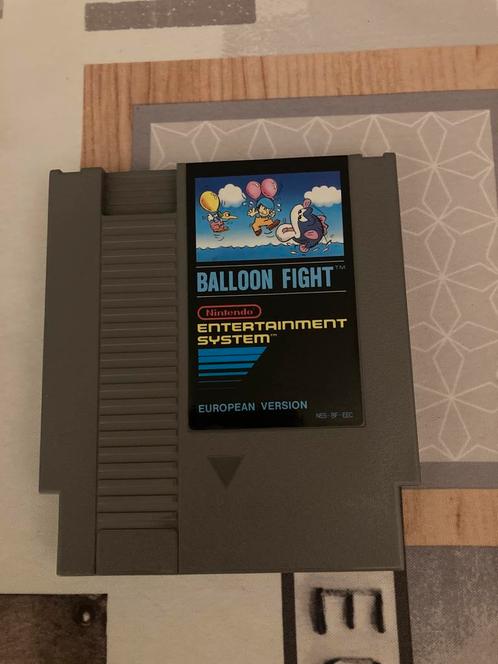 BALLOON FIGHT™
Nintendo
ENTERTAINMENT
SYSTEM™
EUROPEAN VERSION
NES-BF-EEC
E